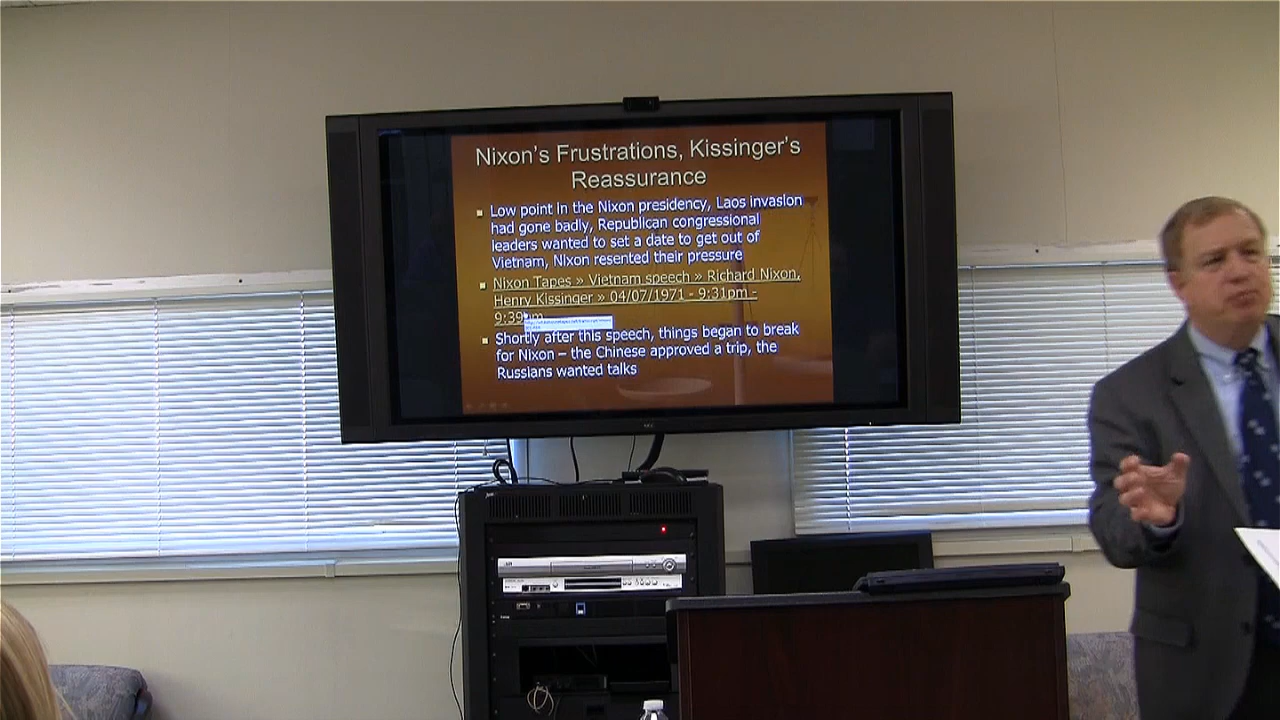 Nixon's Frustrations, Kissinger's
Reassurance
Low point in the Nixon presidency, Laos invasion
had gone badly, Republican congressional
leaders wanted to set a date to get out of
Vietnam, Nixon resented their pressure
Nixon Tapes » Vietnam speech » Richard Nixon,
Henry Kissinger » 04/07/1971 - 9:31pm -
9:39pm
Shortly after this speech, things began to break
for Nixon – the Chinese approved a trip, the
Russians wanted talks
NEC